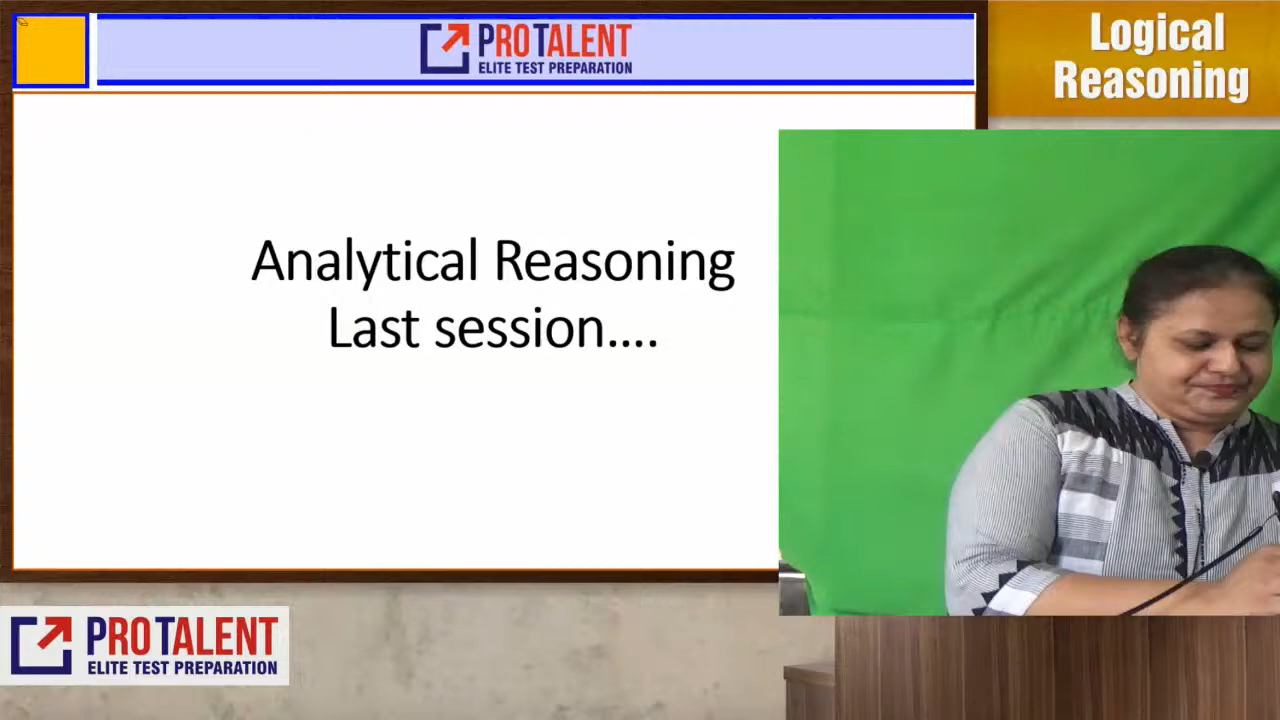 PROTALENT
ELITE TEST PREPARATION
Logical
Reasoning
Analytical Reasoning
Last session....
PROTALENT
ELITE TEST PREPARATION